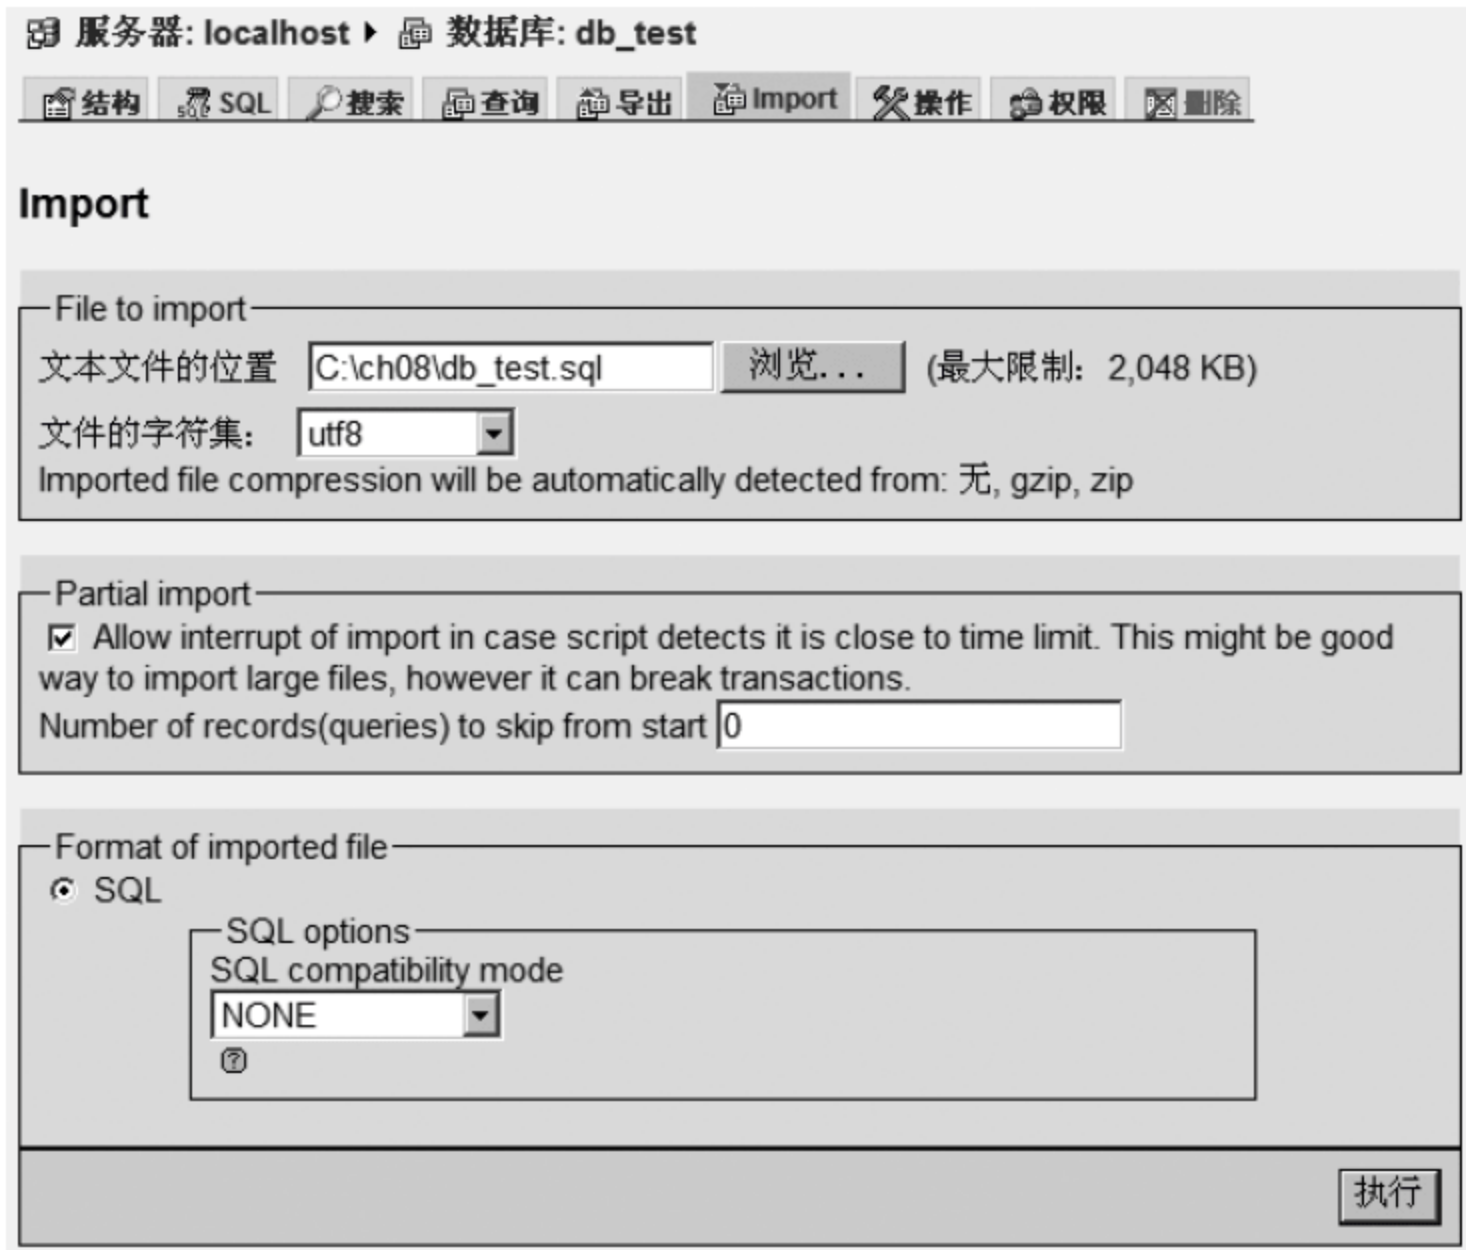 服务器: localhost 数据库: db_test
结构 SQL 搜索 查询 导出 Import 操作 权限 删除
Import
File to import
文本文件的位置 C:\ch08\db_test.sql 浏览... (最大限制: 2,048 KB)
文件的字符集: utf8
Imported file compression will be automatically detected from: 无, gzip, zip
Partial import
Allow interrupt of import in case script detects it is close to time limit. This might be good
way to import large files, however it can break transactions.
Number of records(queries) to skip from start 0
Format of imported file
SQL
SQL options
SQL compatibility mode
NONE
执行